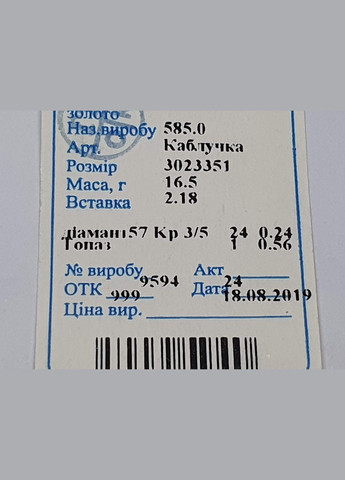 золото
Наз.виробу 585.0
Арт. Каблучка
Розмір 3023351
Маса, г 16.5
Вставка 2.18
діамант57 Кр 3/5 24 0.24
Топаз 1 0.56
№ виробу 9594 Акт 24
ОТК 999 Дата 18.08.2019
Ціна вир.